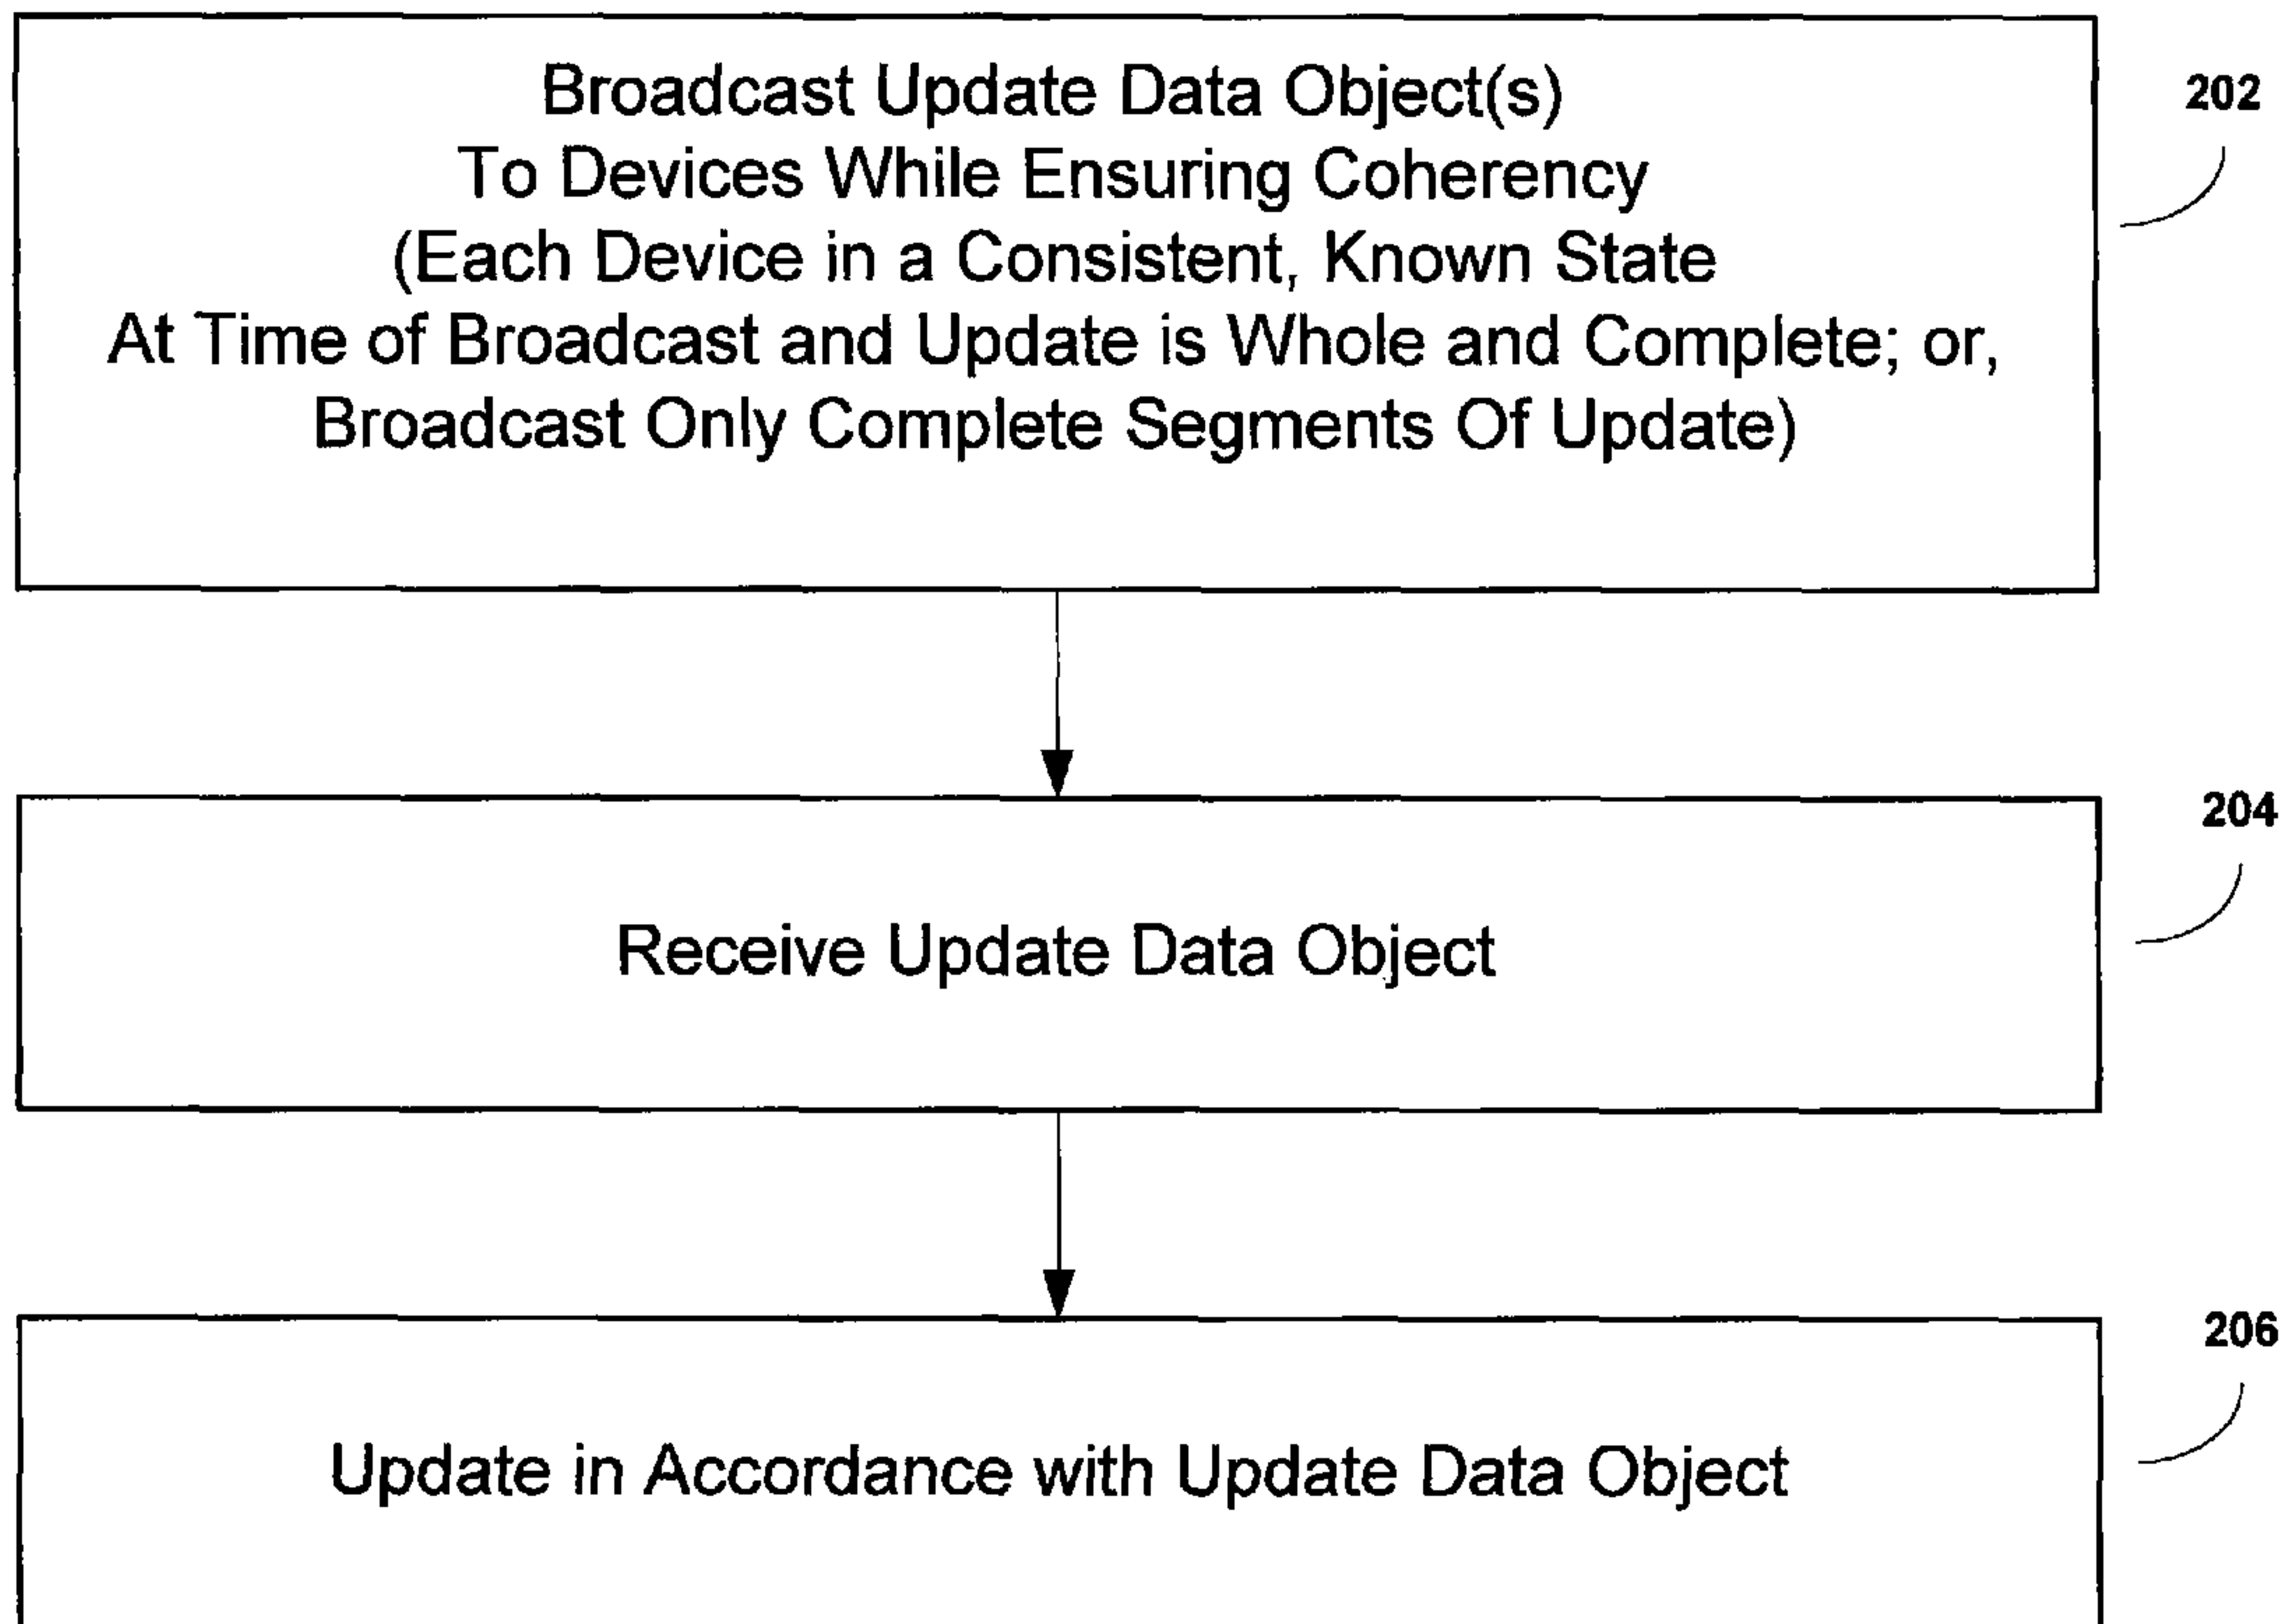 Broadcast Update Data Object(s)
To Devices While Ensuring Coherency
(Each Device in a Consistent, Known State
At Time of Broadcast and Update is Whole and Complete; or,
Broadcast Only Complete Segments Of Update)
202
Receive Update Data Object
204
Update in Accordance with Update Data Object
206